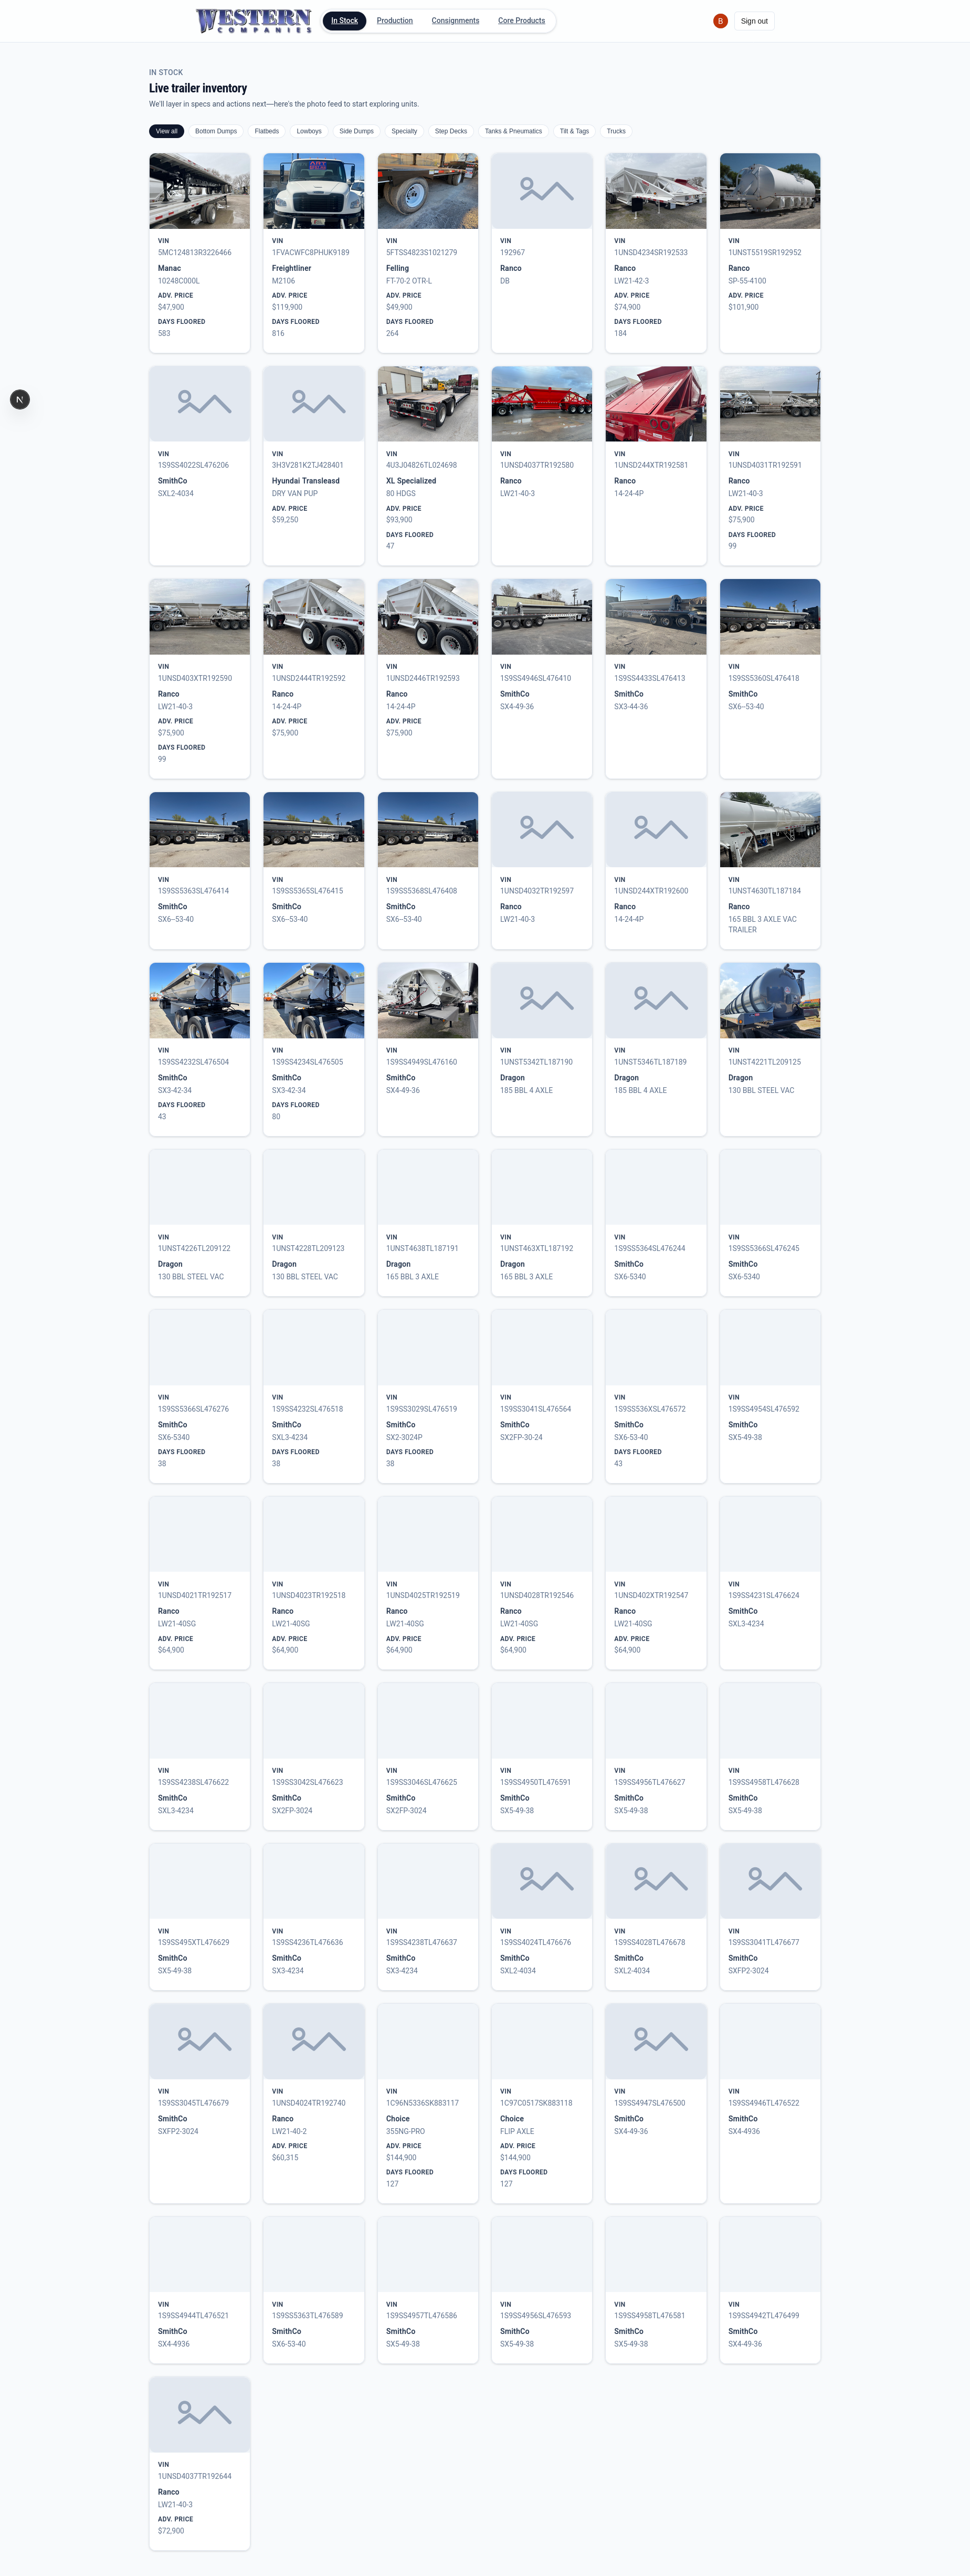 WESTERN
COMPANIES
In Stock
Production
Consignments
Core Products
B
Sign out
IN STOCK
Live trailer inventory
We'll layer in specs and actions next—here's the photo feed to start exploring units.
View all
Bottom Dumps
Flatbeds
Lowboys
Side Dumps
Specialty
Step Decks
Tanks & Pneumatics
Tilt & Tags
Trucks
VIN
5MC124813R3226466
Manac
10248C000L
ADV. PRICE
$47,900
DAYS FLOORED
583
VIN
1FVACWFC8PHUK9189
Freightliner
M2106
ADV. PRICE
$119,900
DAYS FLOORED
816
VIN
5FTSS4823S1021279
Felling
FT-70-2 OTR-L
ADV. PRICE
$49,900
DAYS FLOORED
264
VIN
192967
Ranco
DB
VIN
1UNSD4234SR192533
Ranco
LW21-42-3
ADV. PRICE
$74,900
DAYS FLOORED
184
VIN
1UNST5519SR192952
Ranco
SP-55-4100
ADV. PRICE
$101,900
N
VIN
1S9SS4022SL476206
SmithCo
SXL2-4034
VIN
3H3V281K2TJ428401
Hyundai Transleasd
DRY VAN PUP
ADV. PRICE
$59,250
VIN
4U3J04826TL024698
XL Specialized
80 HDGS
ADV. PRICE
$93,900
DAYS FLOORED
47
VIN
1UNSD4037TR192580
Ranco
LW21-40-3
VIN
1UNSD244XTR192581
Ranco
14-24-4P
VIN
1UNSD4031TR192591
Ranco
LW21-40-3
ADV. PRICE
$75,900
DAYS FLOORED
99
VIN
1UNSD403XTR192590
Ranco
LW21-40-3
ADV. PRICE
$75,900
DAYS FLOORED
99
VIN
1UNSD2444TR192592
Ranco
14-24-4P
ADV. PRICE
$75,900
VIN
1UNSD2446TR192593
Ranco
14-24-4P
ADV. PRICE
$75,900
VIN
1S9SS4946SL476410
SmithCo
SX4-49-36
VIN
1S9SS4433SL476413
SmithCo
SX3-44-36
VIN
1S9SS5360SL476418
SmithCo
SX6--53-40
VIN
1S9SS5363SL476414
SmithCo
SX6--53-40
VIN
1S9SS5365SL476415
SmithCo
SX6--53-40
VIN
1S9SS5368SL476408
SmithCo
SX6--53-40
VIN
1UNSD4032TR192597
Ranco
LW21-40-3
VIN
1UNSD244XTR192600
Ranco
14-24-4P
VIN
1UNST4630TL187184
Ranco
165 BBL 3 AXLE VAC
TRAILER
VIN
1S9SS4232SL476504
SmithCo
SX3-42-34
DAYS FLOORED
43
VIN
1S9SS4234SL476505
SmithCo
SX3-42-34
DAYS FLOORED
80
VIN
1S9SS4949SL476160
SmithCo
SX4-49-36
VIN
1UNST5342TL187190
Dragon
185 BBL 4 AXLE
VIN
1UNST5346TL187189
Dragon
185 BBL 4 AXLE
VIN
1UNST4221TL209125
Dragon
130 BBL STEEL VAC
VIN
1UNST4226TL209122
Dragon
130 BBL STEEL VAC
VIN
1UNST4228TL209123
Dragon
130 BBL STEEL VAC
VIN
1UNST4638TL187191
Dragon
165 BBL 3 AXLE
VIN
1UNST463XTL187192
Dragon
165 BBL 3 AXLE
VIN
1S9SS5364SL476244
SmithCo
SX6-5340
VIN
1S9SS5366SL476245
SmithCo
SX6-5340
VIN
1S9SS5366SL476276
SmithCo
SX6-5340
DAYS FLOORED
38
VIN
1S9SS4232SL476518
SmithCo
SXL3-4234
DAYS FLOORED
38
VIN
1S9SS3029SL476519
SmithCo
SX2-3024P
DAYS FLOORED
38
VIN
1S9SS3041SL476564
SmithCo
SX2FP-30-24
VIN
1S9SS536XSL476572
SmithCo
SX6-53-40
DAYS FLOORED
43
VIN
1S9SS4954SL476592
SmithCo
SX5-49-38
VIN
1UNSD4021TR192517
Ranco
LW21-40SG
ADV. PRICE
$64,900
VIN
1UNSD4023TR192518
Ranco
LW21-40SG
ADV. PRICE
$64,900
VIN
1UNSD4025TR192519
Ranco
LW21-40SG
ADV. PRICE
$64,900
VIN
1UNSD4028TR192546
Ranco
LW21-40SG
ADV. PRICE
$64,900
VIN
1UNSD402XTR192547
Ranco
LW21-40SG
ADV. PRICE
$64,900
VIN
1S9SS4231SL476624
SmithCo
SXL3-4234
VIN
1S9SS4238SL476622
SmithCo
SXL3-4234
VIN
1S9SS3042SL476623
SmithCo
SX2FP-3024
VIN
1S9SS3046SL476625
SmithCo
SX2FP-3024
VIN
1S9SS4950TL476591
SmithCo
SX5-49-38
VIN
1S9SS4956TL476627
SmithCo
SX5-49-38
VIN
1S9SS4958TL476628
SmithCo
SX5-49-38
VIN
1S9SS495XTL476629
SmithCo
SX5-49-38
VIN
1S9SS4236TL476636
SmithCo
SX3-4234
VIN
1S9SS4238TL476637
SmithCo
SX3-4234
VIN
1S9SS4024TL476676
SmithCo
SXL2-4034
VIN
1S9SS4028TL476678
SmithCo
SXL2-4034
VIN
1S9SS3041TL476677
SmithCo
SXFP2-3024
VIN
1S9SS3045TL476679
SmithCo
SXFP2-3024
VIN
1UNSD4024TR192740
Ranco
LW21-40-2
ADV. PRICE
$60,315
VIN
1C96N5336SK883117
Choice
355NG-PRO
ADV. PRICE
$144,900
DAYS FLOORED
127
VIN
1C97C0517SK883118
Choice
FLIP AXLE
ADV. PRICE
$144,900
DAYS FLOORED
127
VIN
1S9SS4947SL476500
SmithCo
SX4-49-36
VIN
1S9SS4946TL476522
SmithCo
SX4-4936
VIN
1S9SS4944TL476521
SmithCo
SX4-4936
VIN
1S9SS5363TL476589
SmithCo
SX6-53-40
VIN
1S9SS4957TL476586
SmithCo
SX5-49-38
VIN
1S9SS4956SL476593
SmithCo
SX5-49-38
VIN
1S9SS4958TL476581
SmithCo
SX5-49-38
VIN
1S9SS4942TL476499
SmithCo
SX4-49-36
VIN
1UNSD4037TR192644
Ranco
LW21-40-3
ADV. PRICE
$72,900